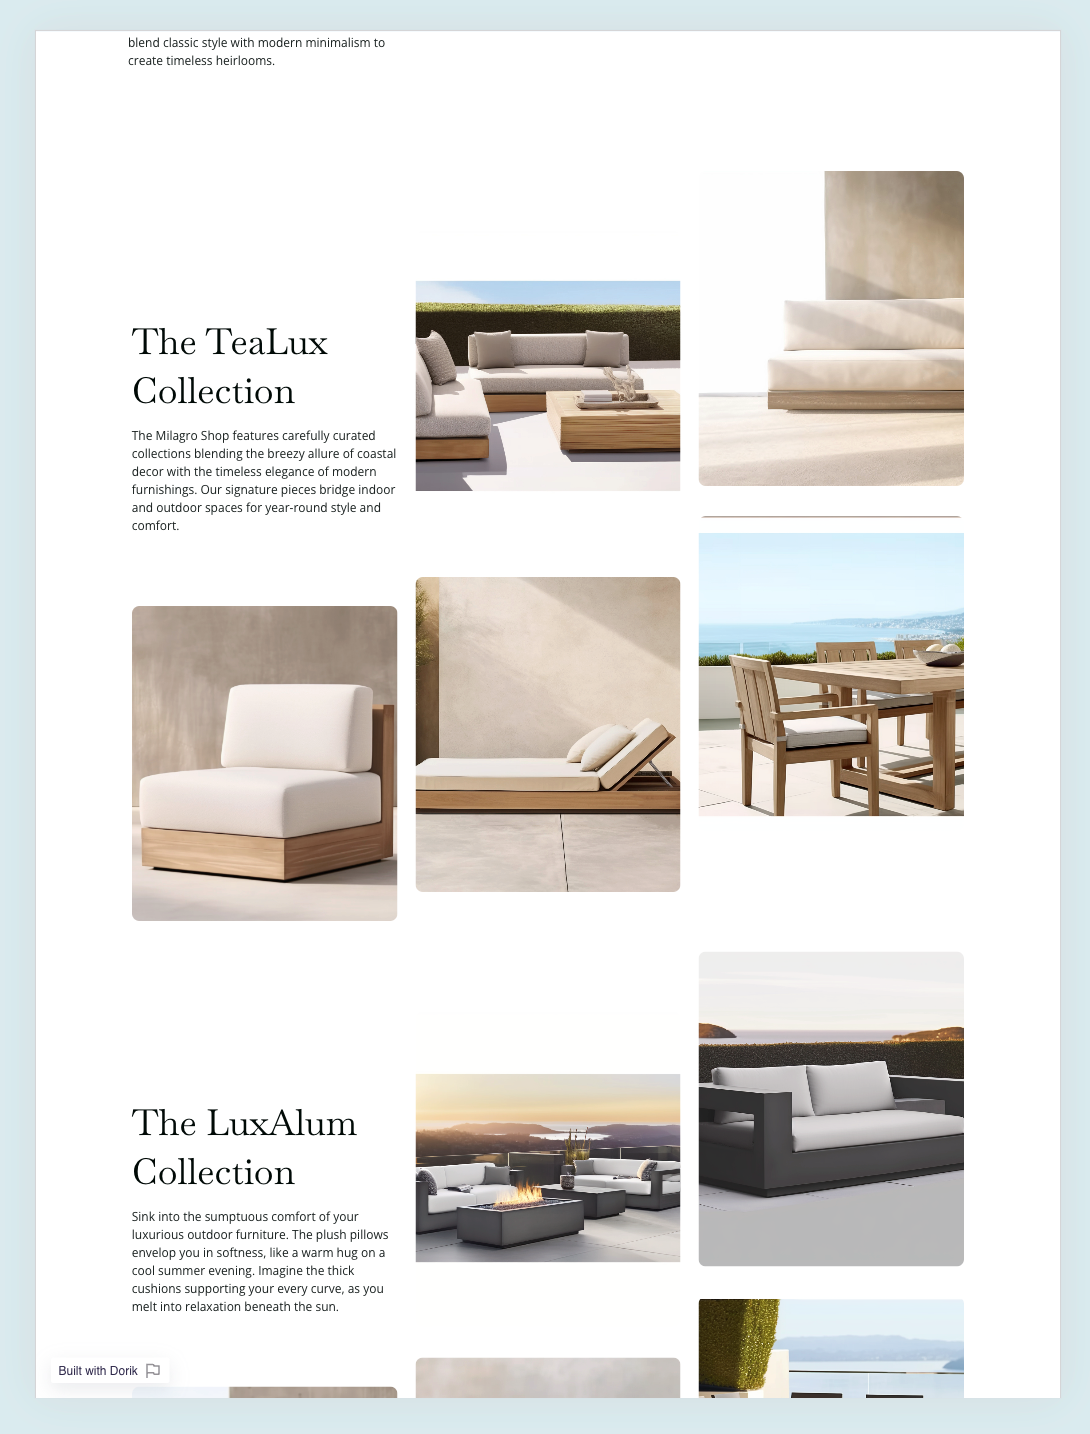 blend classic style with modern minimalism to
create timeless heirlooms.
The TeaLux
Collection
The Milagro Shop features carefully curated
collections blending the breezy allure of coastal
decor with the timeless elegance of modern
furnishings. Our signature pieces bridge indoor
and outdoor spaces for year-round style and
comfort.
The LuxAlum
Collection
Sink into the sumptuous comfort of your
luxurious outdoor furniture. The plush pillows
envelop you in softness, like a warm hug on a
cool summer evening. Imagine the thick
cushions supporting your every curve, as you
melt into relaxation beneath the sun.
Built with Dorik